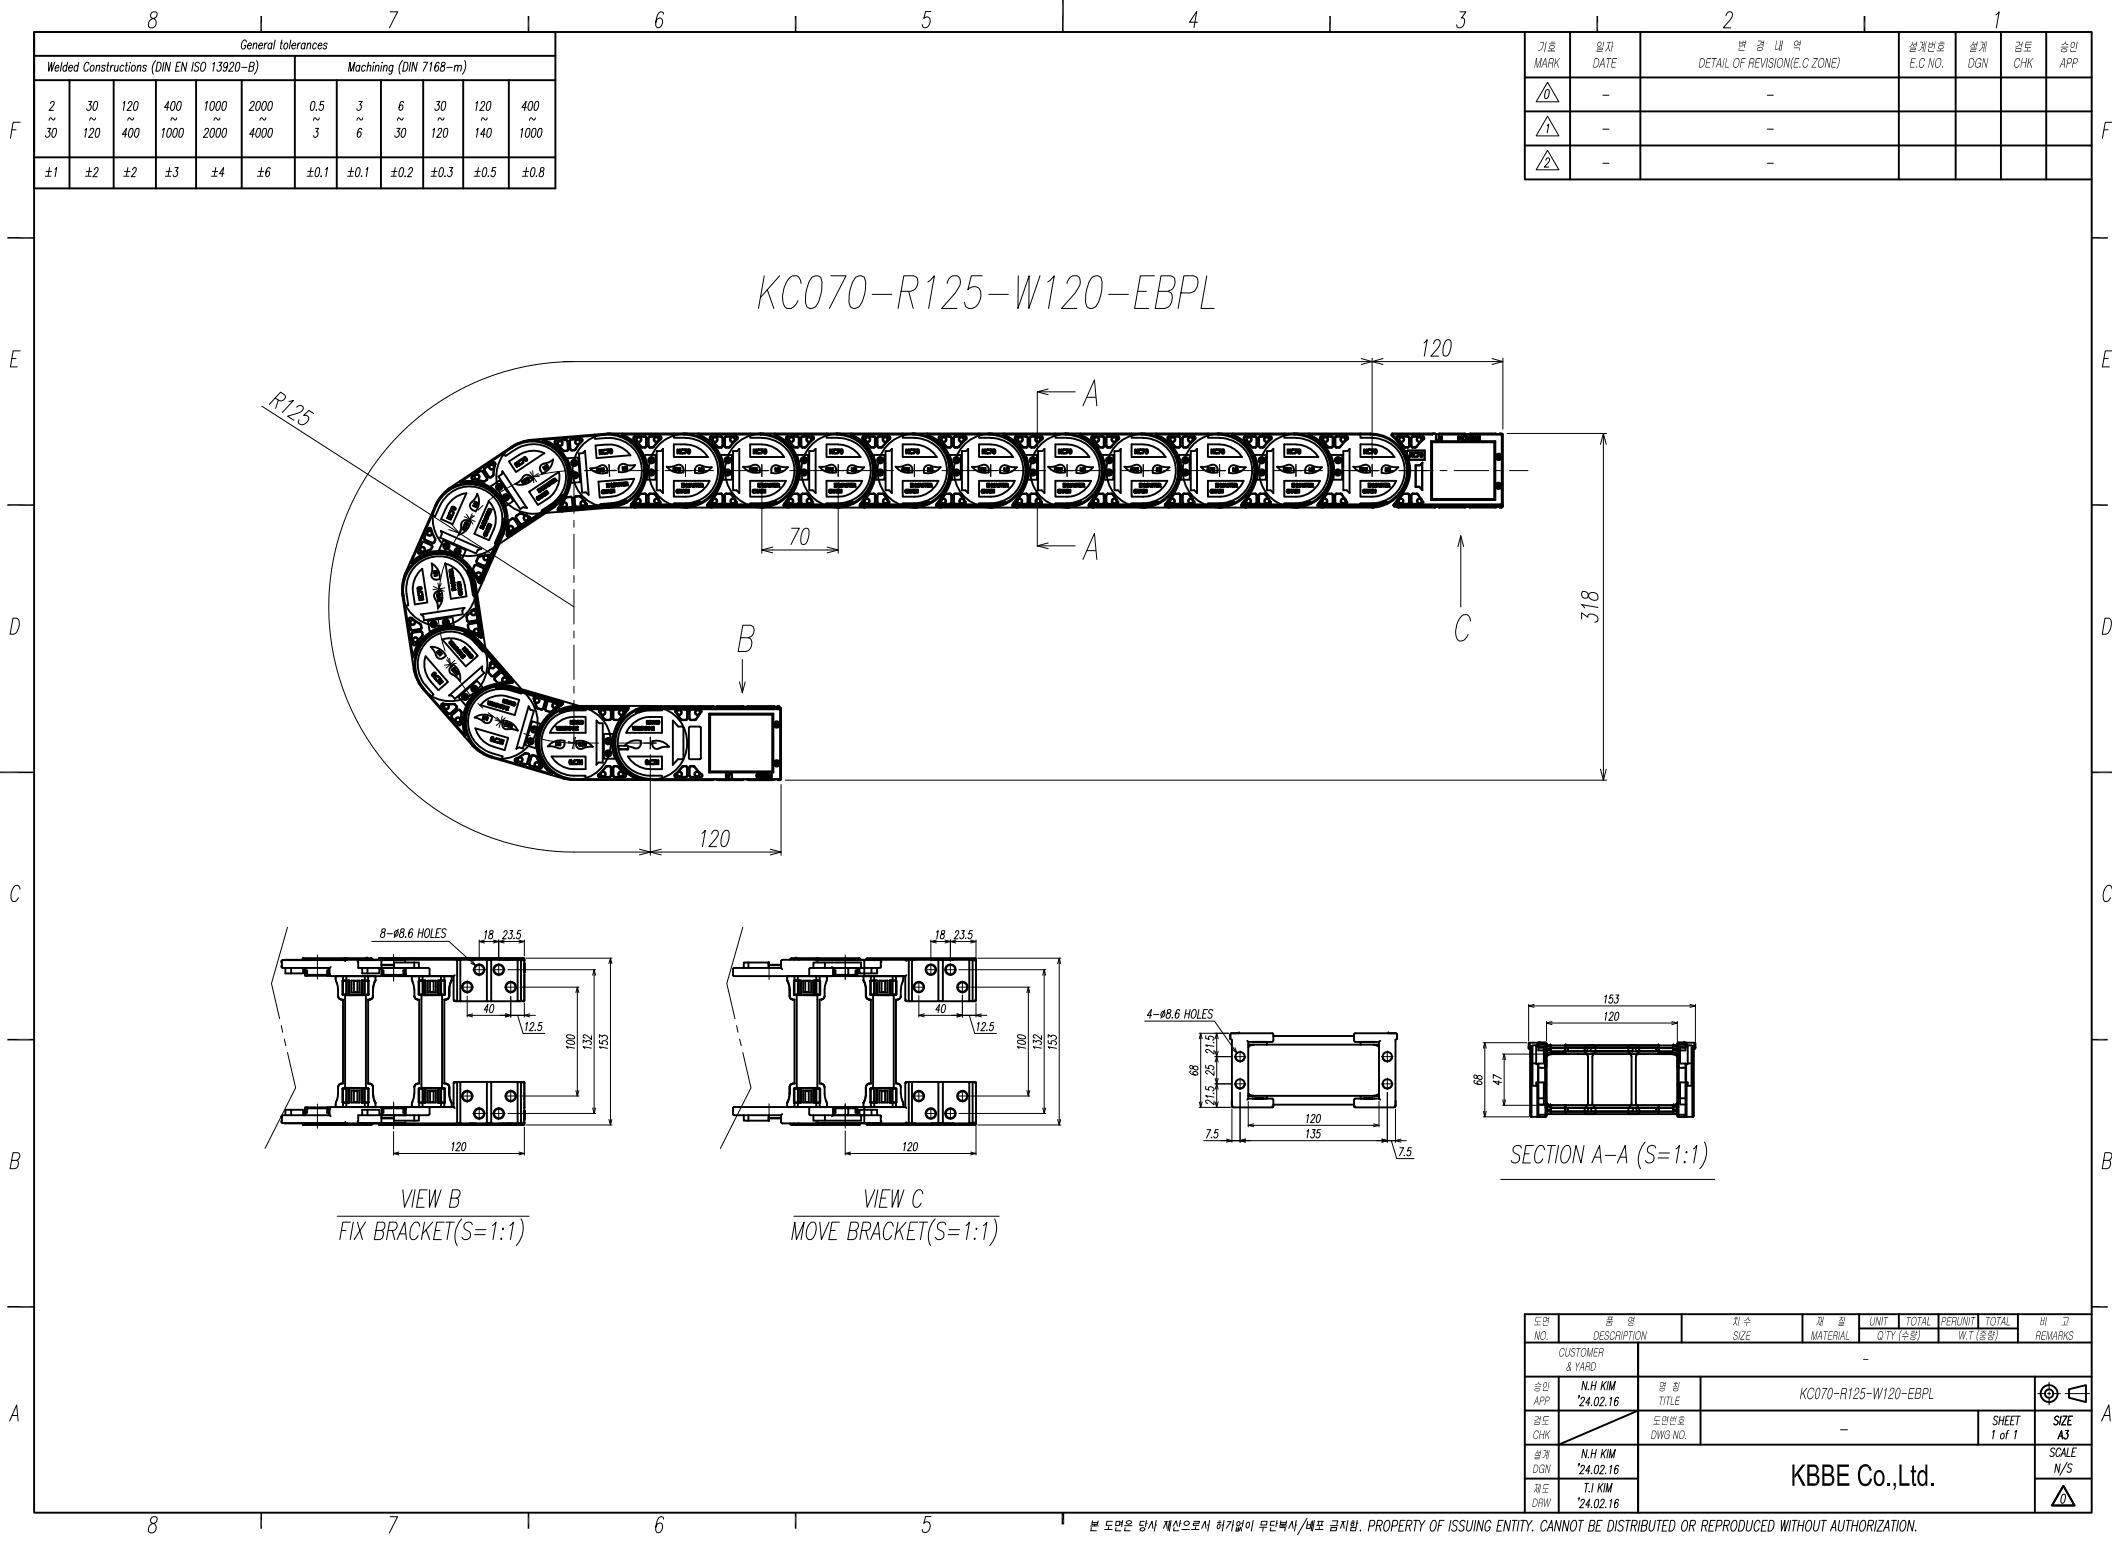 8 7 6 5 4 3 2 1
General tolerances
Welded Constructions (DIN EN ISO 13920-B) Machining (DIN 7168-m)
2 30 120 400 1000 2000 0.5 3 6 30 120 400
~ ~ ~ ~ ~ ~ ~ ~ ~ ~ ~ ~
30 120 400 1000 2000 4000 3 6 30 120 140 1000
±1 ±2 ±2 ±3 ±4 ±6 ±0.1 ±0.1 ±0.2 ±0.3 ±0.5 ±0.8
기호 일자 변 경 내 역 설계번호 설계 검토 승인
MARK DATE DETAIL OF REVISION(E.C ZONE) E.C NO. DGN CHK APP
0 - -
1 - -
2 - -
F F
KC070-R125-W120-EBPL
E E
120
R125
A
70
A
318
D D
B
C
120
C C
8-ø8.6 HOLES
18 23.5
40
12.5
100
132
153
120
VIEW B
FIX BRACKET(S=1:1)
18 23.5
40
12.5
100
132
153
120
VIEW C
MOVE BRACKET(S=1:1)
4-ø8.6 HOLES
68
21.5
25
21.5
120
7.5 135
7.5
153
120
68
47
SECTION A-A (S=1:1)
B B
도면 품 명 치 수 재 질 UNIT TOTAL PERUNIT TOTAL 비 고
NO. DESCRIPTION SIZE MATERIAL Q'TY (수량) W.T (중량) REMARKS
CUSTOMER
& YARD
-
승인 N.H KIM 명 칭 KC070-R125-W120-EBPL
APP '24.02.16 TITLE
검도 도면번호 - SHEET SIZE
CHK DWG NO. 1 of 1 A3
설계 N.H KIM SCALE
DGN '24.02.16 N/S
KBBE Co.,Ltd.
제도 T.I KIM
DRW '24.02.16
0
A A
8 7 6 5
본 도면은 당사 재산으로서 허가없이 무단복사/배포 금지함. PROPERTY OF ISSUING ENTITY. CANNOT BE DISTRIBUTED OR REPRODUCED WITHOUT AUTHORIZATION.